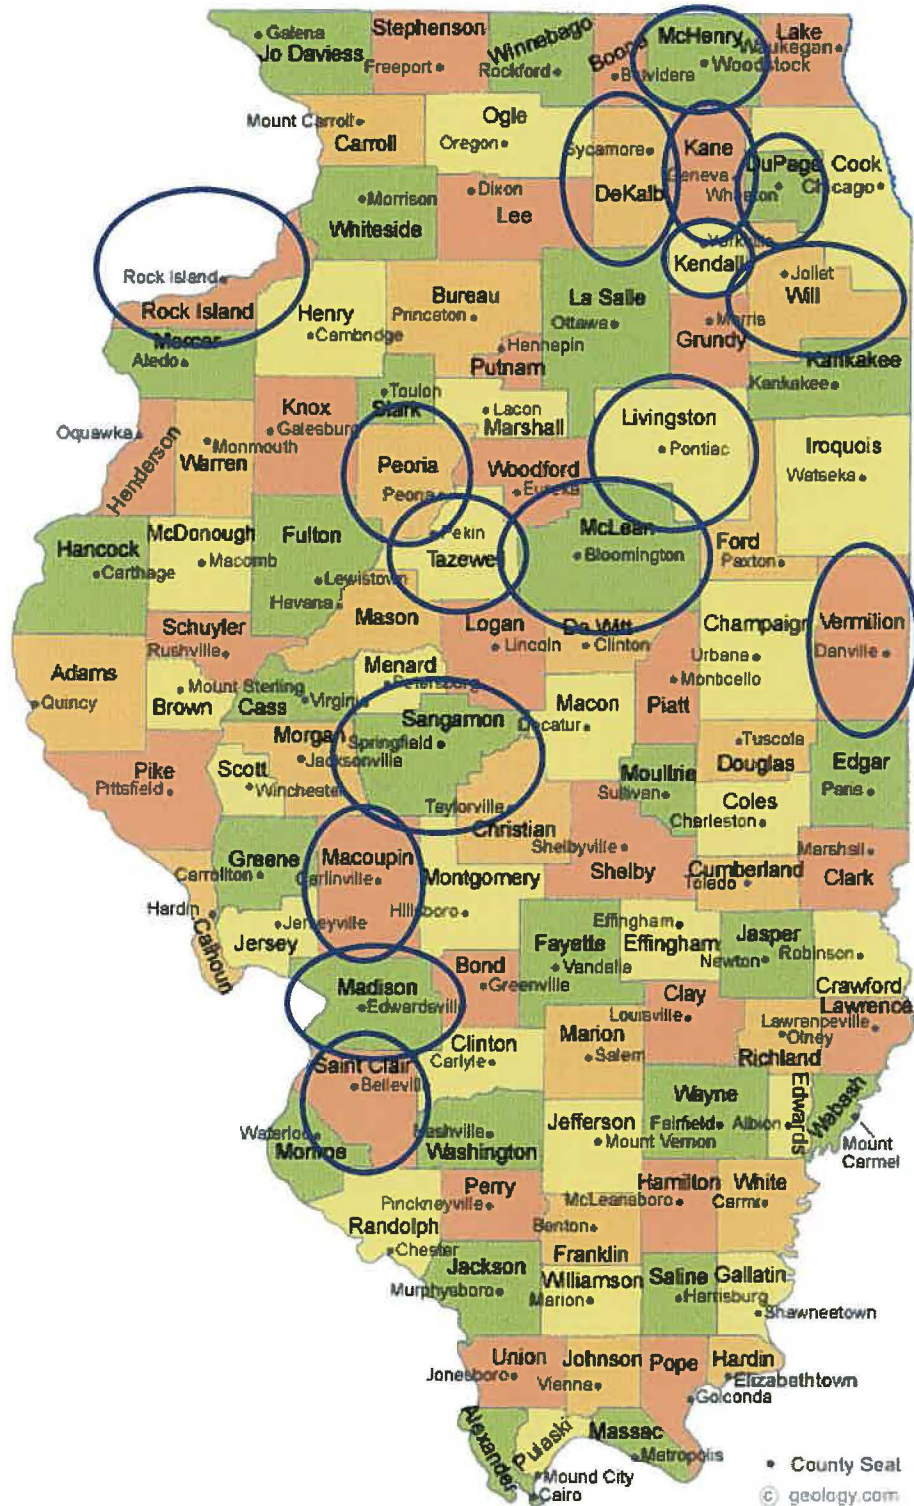 Galena
Jo Daviess
Stephenson
Freeport
Winnebago
Rockford
Boone
Belvidere
McHenry
Woodstock
Lake
Waukegan
Mount Carroll
Carroll
Ogle
Oregon
Sycamore
DeKalb
Kane
Geneva
DuPage
Wheaton
Cook
Chicago
Morrison
Whiteside
Dixon
Lee
Yorkville
Kendall
Joliet
Will
Rock Island
Rock Island
Henry
Cambridge
Bureau
Princeton
La Salle
Ottawa
Morris
Grundy
Mercer
Aledo
Hennepin
Putnam
Kankakee
Kankakee
Toulon
Stark
Lacon
Marshall
Knox
Galesburg
Oquawka
Henderson
Monmouth
Warren
Peoria
Peoria
Woodford
Eureka
Livingston
Pontiac
Iroquois
Watseka
Hancock
Carthage
McDonough
Macomb
Fulton
Lewistown
Havana
Pekin
Tazewell
McLean
Bloomington
Ford
Paxton
Mason
Logan
Lincoln
De Witt
Clinton
Champaign
Urbana
Vermilion
Danville
Schuyler
Rushville
Adams
Quincy
Mount Sterling
Brown
Virginia
Cass
Menard
Petersburg
Monticello
Piatt
Macon
Decatur
Sangamon
Springfield
Morgan
Jacksonville
Scott
Winchester
Pike
Pittsfield
Tuscola
Douglas
Edgar
Paris
Moultrie
Sullivan
Coles
Charleston
Taylorville
Christian
Shelbyville
Shelby
Cumberland
Toledo
Marshall
Clark
Greene
Carrollton
Macoupin
Carlinville
Montgomery
Hillsboro
Hardin
Calhoun
Jerseyville
Jersey
Fayette
Vandalia
Effingham
Effingham
Jasper
Newton
Robinson
Crawford
Madison
Edwardsville
Bond
Greenville
Clay
Louisville
Lawrence
Lawrenceville
Olney
Richland
Clinton
Carlyle
Marion
Salem
Saint Clair
Belleville
Wayne
Fairfield
Edwards
Albion
Wabash
Mount
Carmel
Waterloo
Monroe
Nashville
Washington
Jefferson
Mount Vernon
Perry
Pinckneyville
Hamilton
McLeansboro
White
Carmi
Randolph
Chester
Benton
Franklin
Jackson
Murphysboro
Williamson
Marion
Saline
Harrisburg
Gallatin
Shawneetown
Union
Jonesboro
Johnson
Vienna
Pope
Golconda
Hardin
Elizabethtown
Alexander
Pulaski
Massac
Metropolis
Mound City
Cairo
County Seat
© geology.com